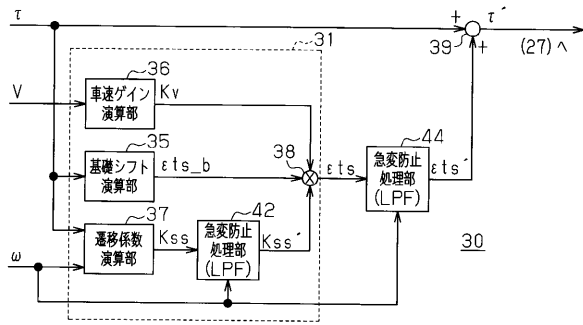 τ
+
τ´
31
39
+
(27)へ
36
V
車速ゲイン
演算部
Kv
44
35
38
基礎シフト
演算部
εts_b
εts
急変防止
処理部
(LPF)
εts´
37
42
遷移係数
演算部
Kss
急変防止
処理部
(LPF)
Kss´
ω
30